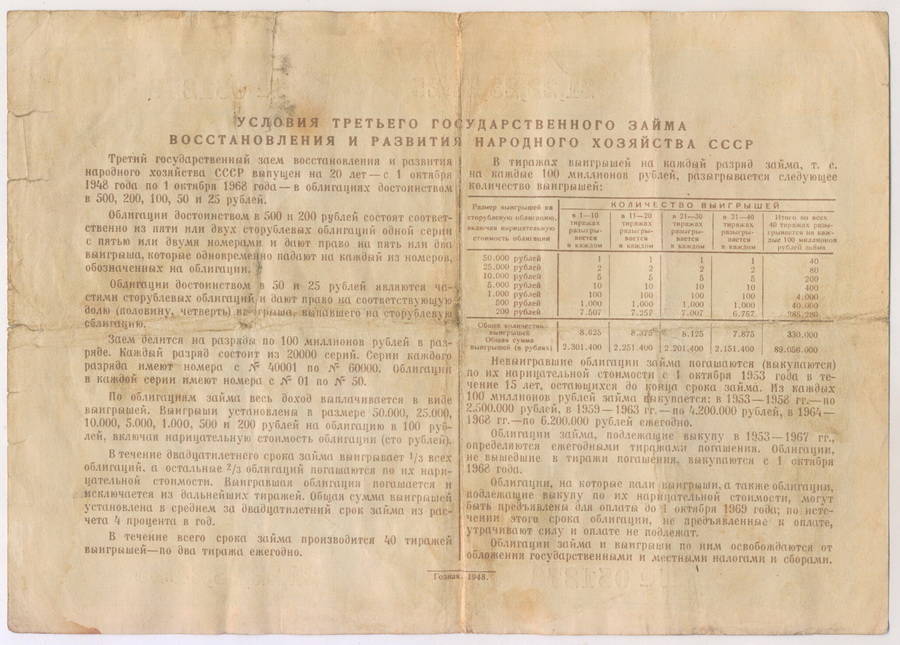 УСЛОВИЯ ТРЕТЬЕГО ГОСУДАРСТВЕННОГО ЗАЙМА
ВОССТАНОВЛЕНИЯ И РАЗВИТИЯ НАРОДНОГО ХОЗЯЙСТВА СССР
Третий государственный заем восстановления и развития
народного хозяйства СССР выпущен на 20 лет—с 1 октября
1948 года по 1 октября 1968 года—в облигациях достоинством
в 500, 200, 100, 50 и 25 рублей.
Облигации достоинством в 500 и 200 рублей состоят соответ-
ственно из пяти или двух сторублевых облигаций одной серии
с пятью или двумя номерами и дают право на пять или два
выигрыша, которые одновременно падают на каждый из номеров,
обозначенных на облигации.
Облигации достоинством в 50 и 25 рублей являются ча-
стями сторублевых облигаций и дают право на соответствующую
долю (половину, четверть) выигрыша, выпавшего на сторублевую
облигацию.
Заем делится на разряды по 100 миллионов рублей в раз-
ряде. Каждый разряд состоит из 20000 серий. Серии каждого
разряда имеют номера с № 40001 по № 60000. Облигации
в каждой серии имеют номера с № 01 по № 50.
По облигациям займа весь доход выплачивается в виде
выигрышей. Выигрыши установлены в размере 50.000, 25.000,
10.000, 5.000, 1.000, 500 и 200 рублей на облигацию в 100 руб-
лей, включая нарицательную стоимость облигации (сто рублей).
В течение двадцатилетнего срока займа выигрывает 1/3 всех
облигаций, а остальные 2/3 облигаций погашаются по их нари-
цательной стоимости. Выигравшая облигация погашается и
исключается из дальнейших тиражей. Общая сумма выигрышей
установлена в среднем за двадцатилетний срок займа из рас-
чета 4 процента в год.
В течение всего срока займа производится 40 тиражей
выигрышей—по два тиража ежегодно.
В тиражах выигрышей на каждый разряд займа, т. е.
на каждые 100 миллионов рублей, разыгрывается следующее
количество выигрышей:
Размер выигрышей на
сторублевую облигацию,
включая нарицательную
стоимость облигации
КОЛИЧЕСТВО ВЫИГРЫШЕЙ
в 1—10
тиражах
разыгры-
вается
в каждом
в 11—20
тиражах
разыгры-
вается
в каждом
в 21—30
тиражах
разыгры-
вается
в каждом
в 31—40
тиражах
разыгры-
вается
в каждом
Итого во всех
40 тиражах разы-
грывается на каж-
дые 100 миллионов
рублей займа
50.000 рублей 1 1 1 1 40
25.000 рублей 2 2 2 2 80
10.000 рублей 5 5 5 5 200
5.000 рублей 10 10 10 10 400
1.000 рублей 100 100 100 100 4.000
500 рублей 1.000 1.000 1.000 1.000 40.000
200 рублей 7.507 7.257 7.007 6.757 285.280
Общее количество
выигрышей 8.625 8.375 8.125 7.875 330.000
Общая сумма
выигрышей (в рублях) 2.301.400 2.251.400 2.201.400 2.151.400 89.056.000
Невыигравшие облигации займа погашаются (выкупаются)
по их нарицательной стоимости с 1 октября 1953 года в те-
чение 15 лет, остающихся до конца срока займа. Из каждых
100 миллионов рублей займа выкупается: в 1953—1958 гг.—по
2.500.000 рублей, в 1959—1963 гг.—по 4.200.000 рублей, в 1964—
1968 гг.—по 6.200.000 рублей ежегодно.
Облигации займа, подлежащие выкупу в 1953—1967 гг.,
определяются ежегодными тиражами погашения. Облигации,
не вышедшие в тиражи погашения, выкупаются с 1 октября
1968 года.
Облигации, на которые пали выигрыши, а также облигации,
подлежащие выкупу по их нарицательной стоимости, могут
быть предъявлены для оплаты до 1 октября 1969 года; по исте-
чении этого срока облигации, не предъявленные к оплате,
утрачивают силу и оплате не подлежат.
Облигации займа и выигрыши по ним освобождаются от
обложения государственными и местными налогами и сборами.
Гознак. 1948.